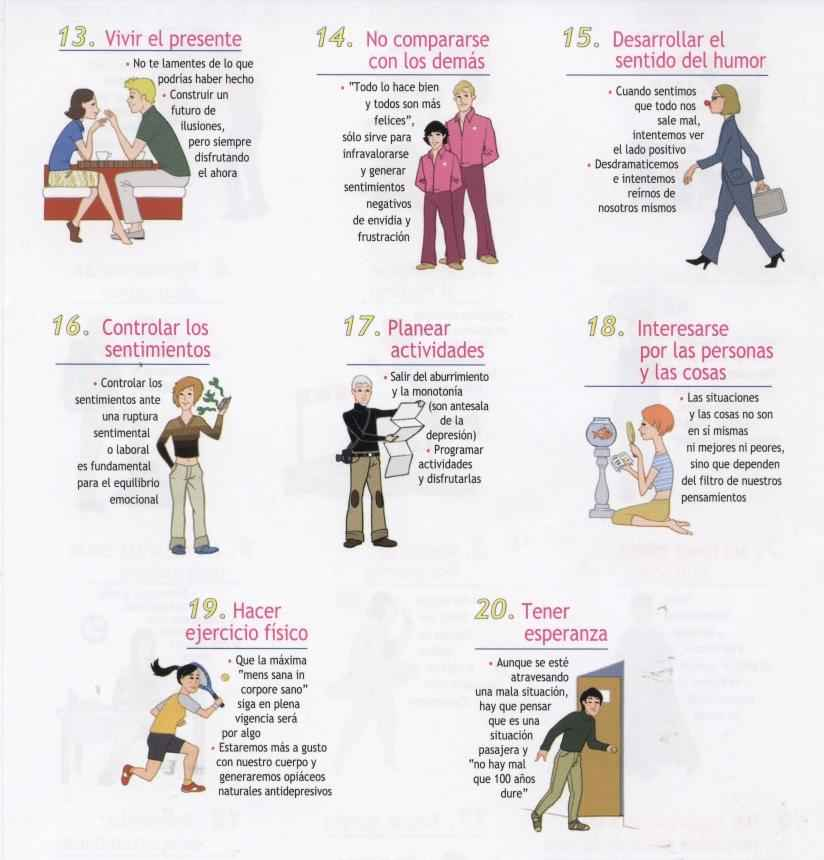 13. Vivir el presente
• No te lamentes de lo que
podrías haber hecho
• Construir un
futuro de
ilusiones,
pero siempre
disfrutando
el ahora
14. No compararse
con los demás
• "Todo lo hace bien
y todos son más
felices",
sólo sirve para
infravalorarse
y generar
sentimientos
negativos
de envidia y
frustración
15. Desarrollar el
sentido del humor
• Cuando sentimos
que todo nos
sale mal,
intentemos ver
el lado positivo
• Desdramaticemos
e intentemos
reírnos de
nosotros mismos
16. Controlar los
sentimientos
• Controlar los
sentimientos ante
una ruptura
sentimental
o laboral
es fundamental
para el equilibrio
emocional
17. Planear
actividades
• Salir del aburrimiento
y la monotonía
(son antesala
de la
depresión)
• Programar
actividades
y disfrutarlas
18. Interesarse
por las personas
y las cosas
• Las situaciones
y las cosas no son
en sí mismas
ni mejores ni peores,
sino que dependen
del filtro de nuestros
pensamientos
19. Hacer
ejercicio físico
• Que la máxima
"mens sana in
corpore sano"
siga en plena
vigencia será
por algo
• Estaremos más a gusto
con nuestro cuerpo y
generaremos opiáceos
naturales antidepresivos
20. Tener
esperanza
• Aunque se esté
atravesando
una mala situación,
hay que pensar
que es una
situación
pasajera y
"no hay mal
que 100 años
dure"